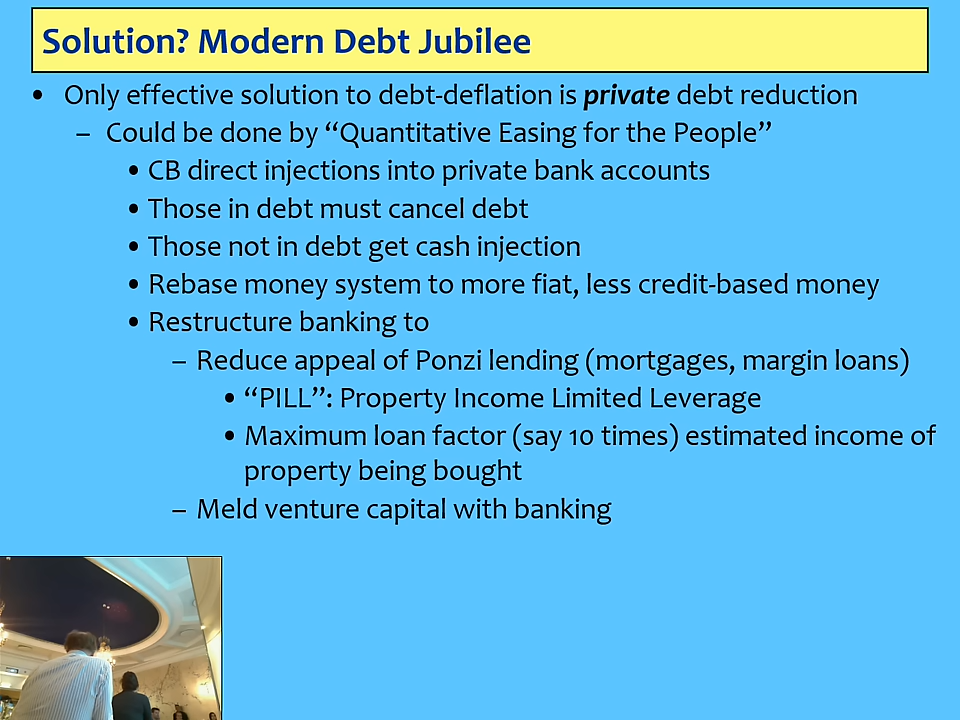 Solution? Modern Debt Jubilee
• Only effective solution to debt-deflation is private debt reduction
– Could be done by “Quantitative Easing for the People”
• CB direct injections into private bank accounts
• Those in debt must cancel debt
• Those not in debt get cash injection
• Rebase money system to more fiat, less credit-based money
• Restructure banking to
– Reduce appeal of Ponzi lending (mortgages, margin loans)
• “PILL”: Property Income Limited Leverage
• Maximum loan factor (say 10 times) estimated income of
property being bought
– Meld venture capital with banking